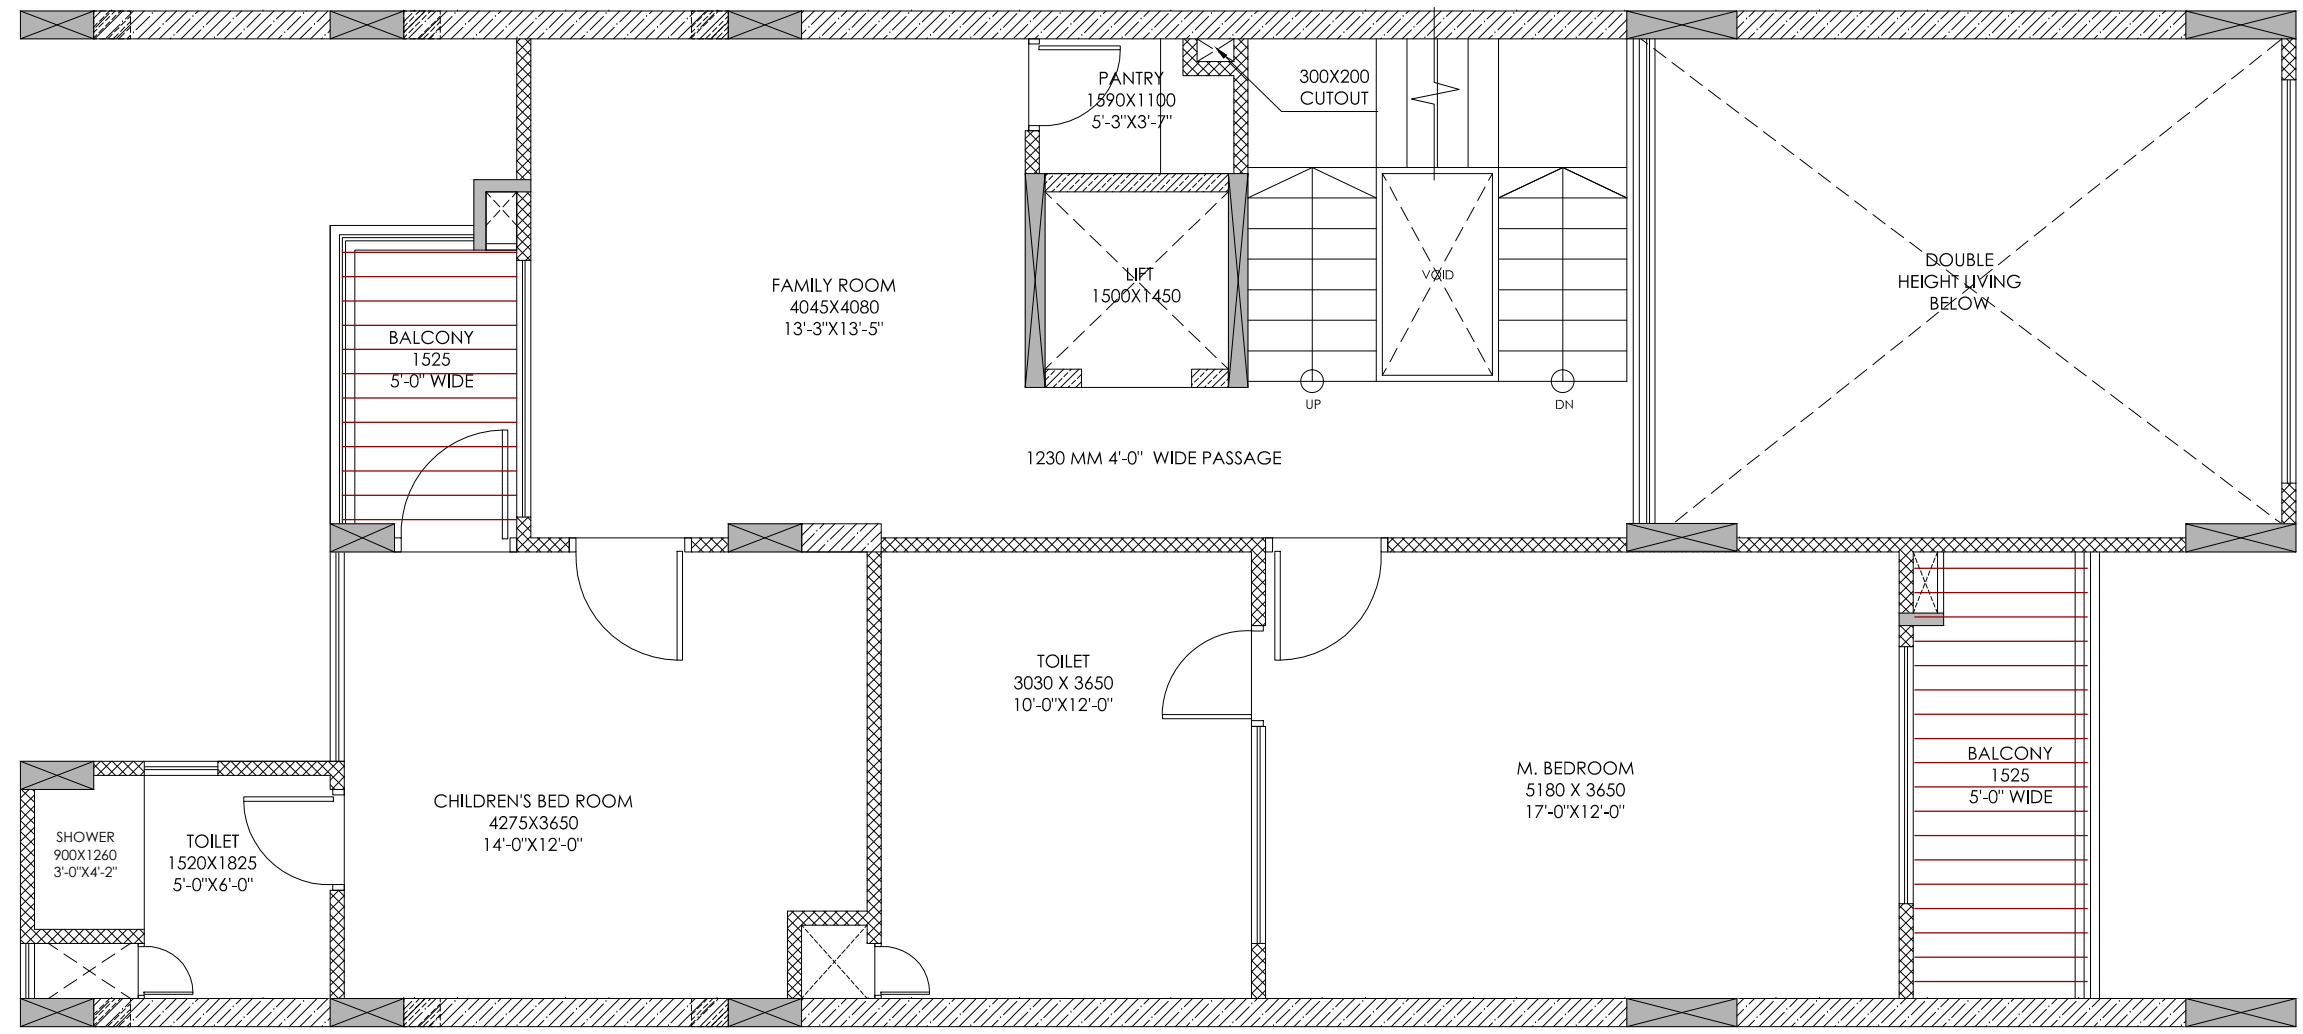 PANTRY
1590X1100
5'-3"X3'-7"
300X200
CUTOUT
FAMILY ROOM
4045X4080
13'-3"X13'-5"
LIFT
1500X1450
VOID
DOUBLE
HEIGHT LIVING
BELOW
BALCONY
1525
5'-0" WIDE
UP
DN
1230 MM 4'-0" WIDE PASSAGE
TOILET
3030 X 3650
10'-0"X12'-0"
M. BEDROOM
5180 X 3650
17'-0"X12'-0"
BALCONY
1525
5'-0" WIDE
CHILDREN'S BED ROOM
4275X3650
14'-0"X12'-0"
SHOWER
900X1260
3'-0"X4'-2"
TOILET
1520X1825
5'-0"X6'-0"